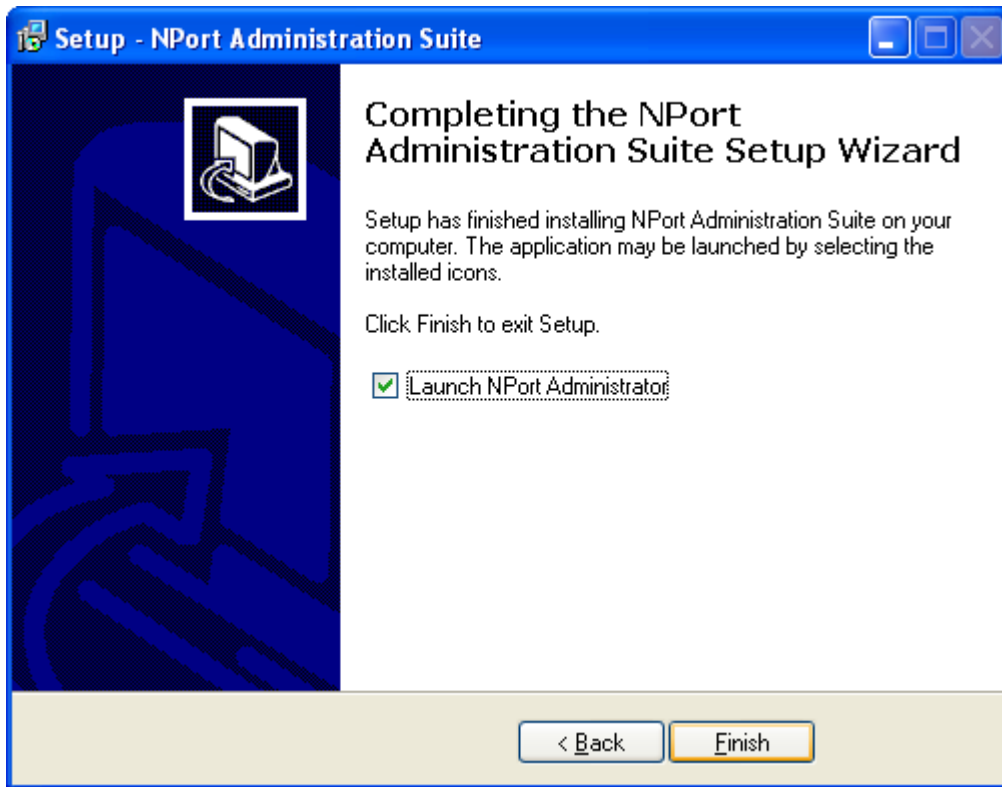 Setup - NPort Administration Suite
Completing the NPort
Administration Suite Setup Wizard
Setup has finished installing NPort Administration Suite on your
computer. The application may be launched by selecting the
installed icons.
Click Finish to exit Setup.
Launch NPort Administrator
< Back
Finish